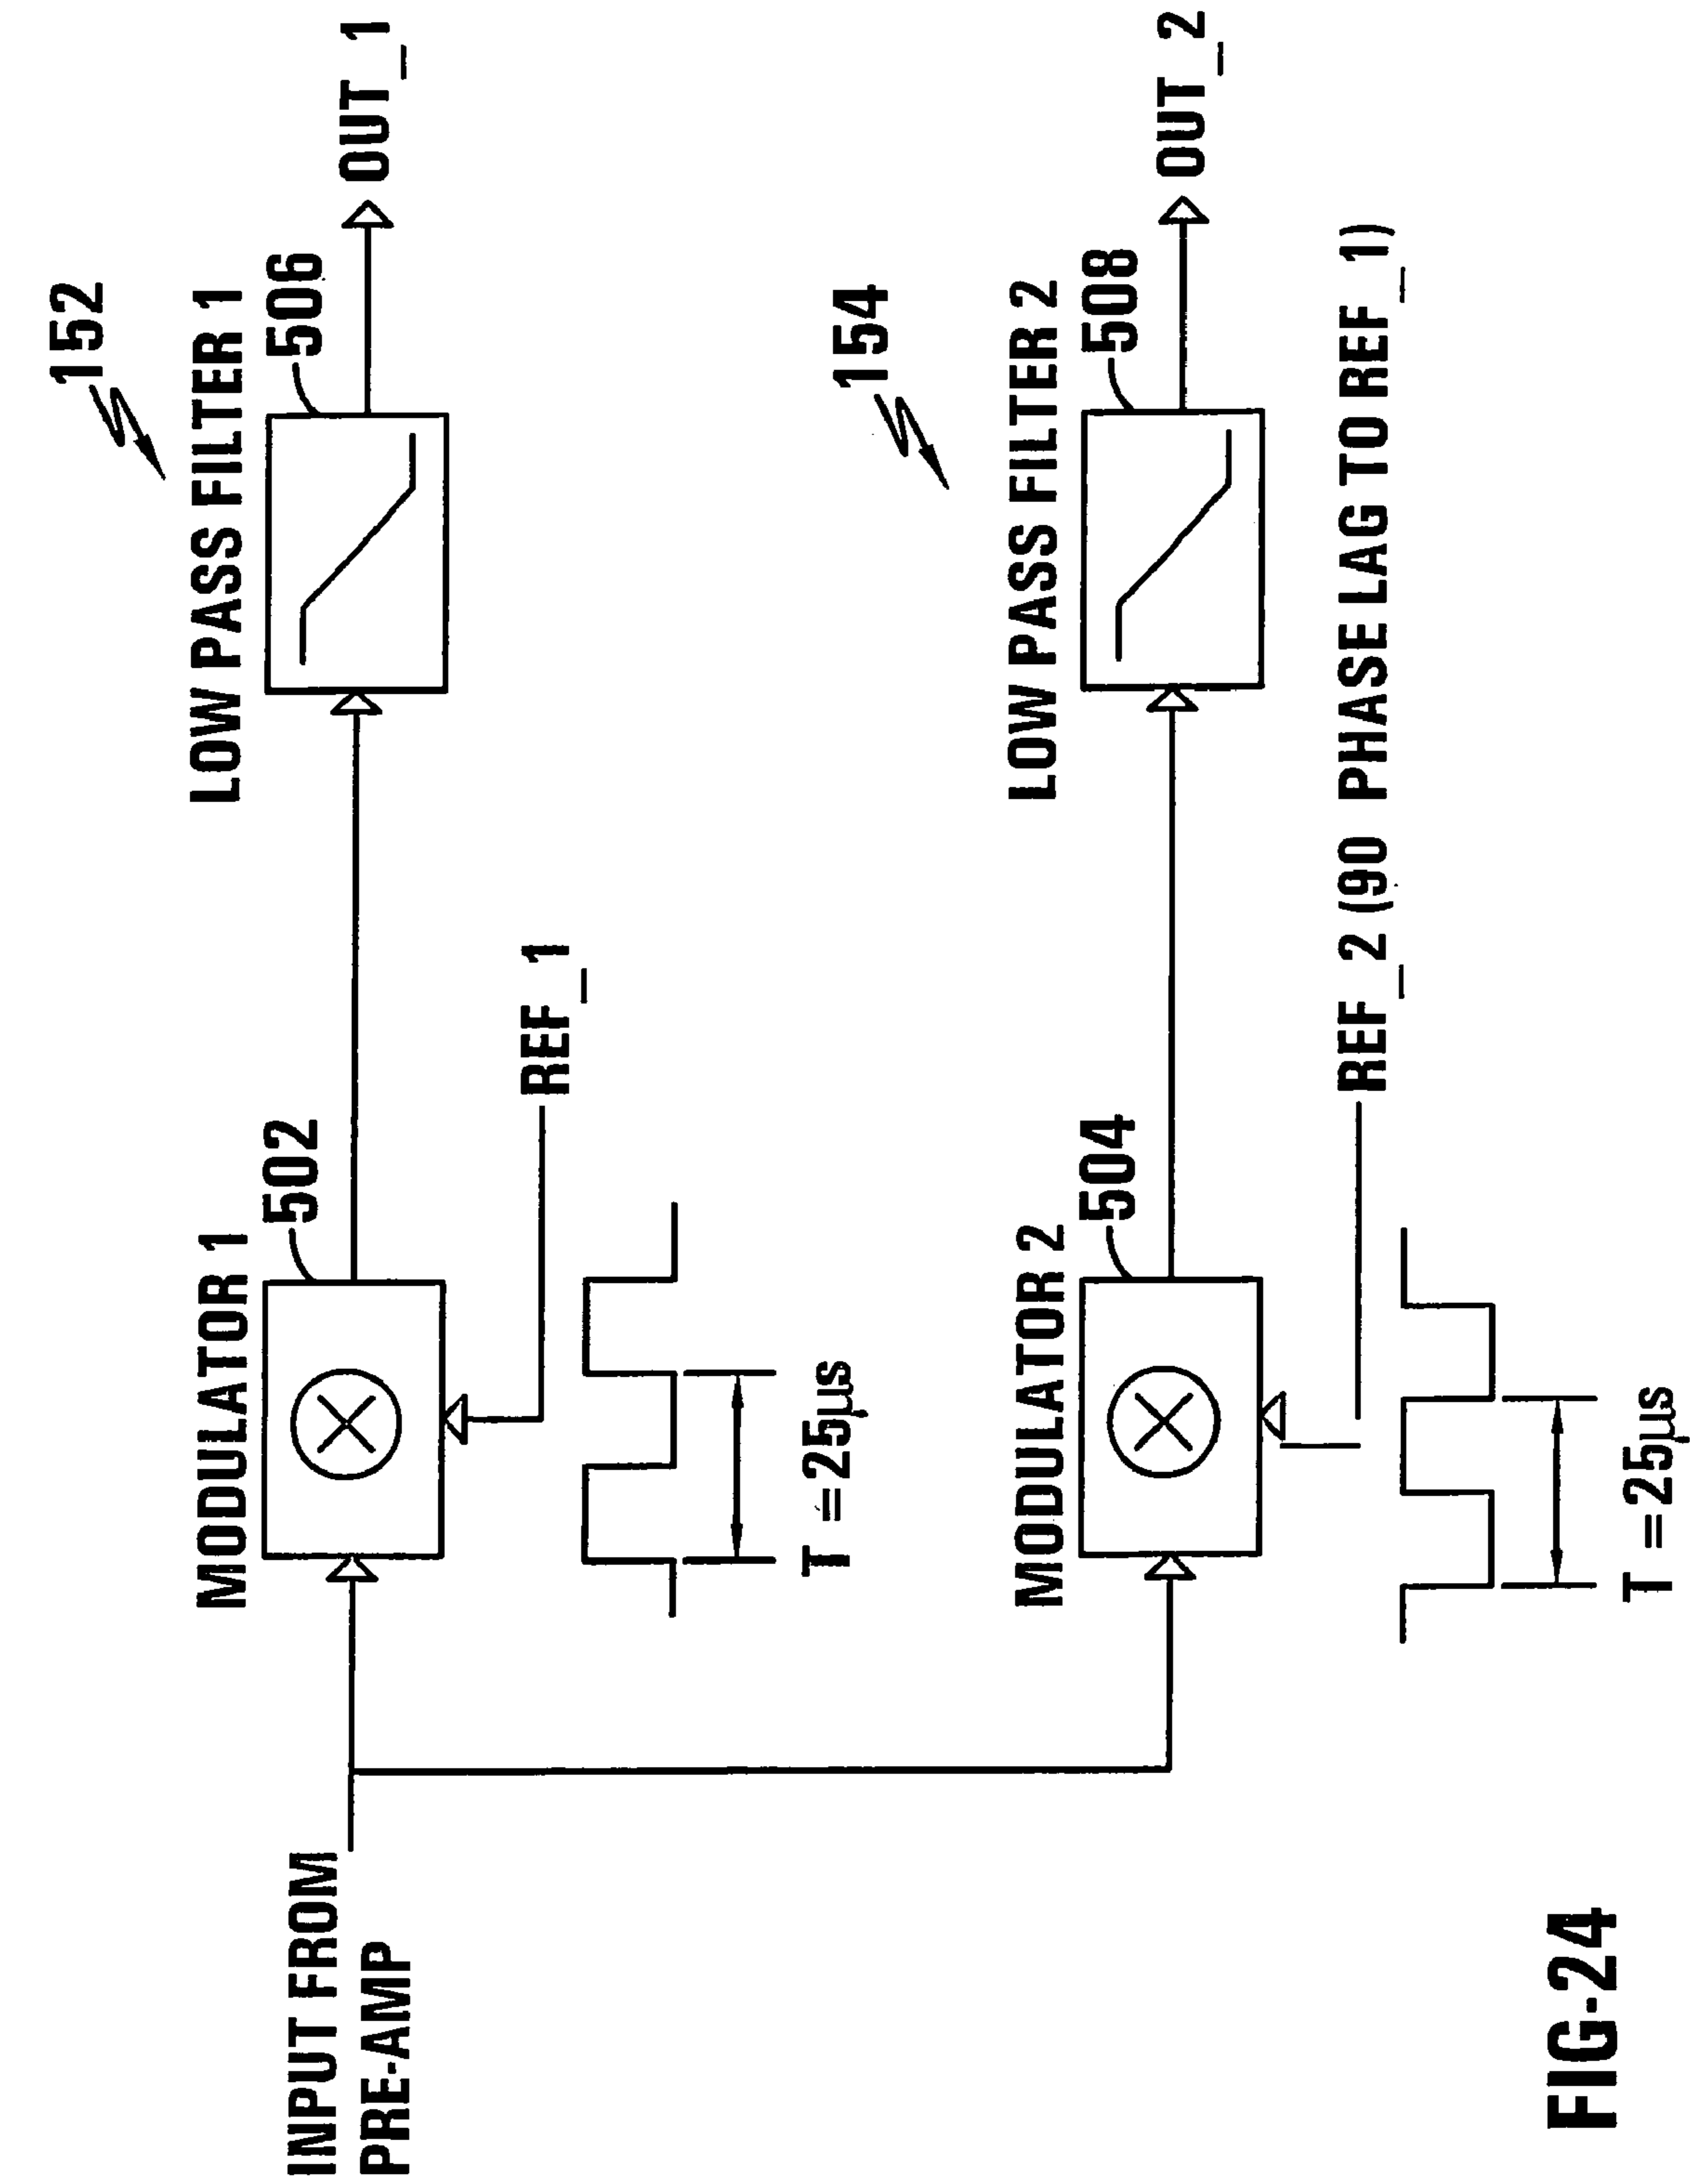 152
LOW PASS FILTER 1
506
OUT_1
MODULATOR 1
502
REF_1
INPUT FROM
PRE-AMP
T = 25µs
154
LOW PASS FILTER 2
508
OUT_2
MODULATOR 2
504
REF_2 (90 PHASE LAG TO REF_1)
T = 25µs
FIG-24